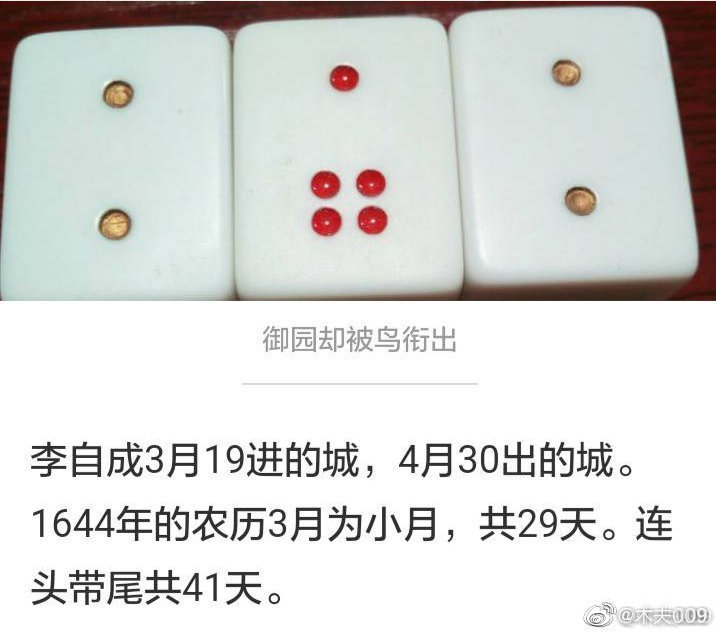 御园却被鸟衔出
李自成3月19进的城，4月30出的城。
1644年的农历3月为小月，共29天。连
头带尾共41天。
@术夫009